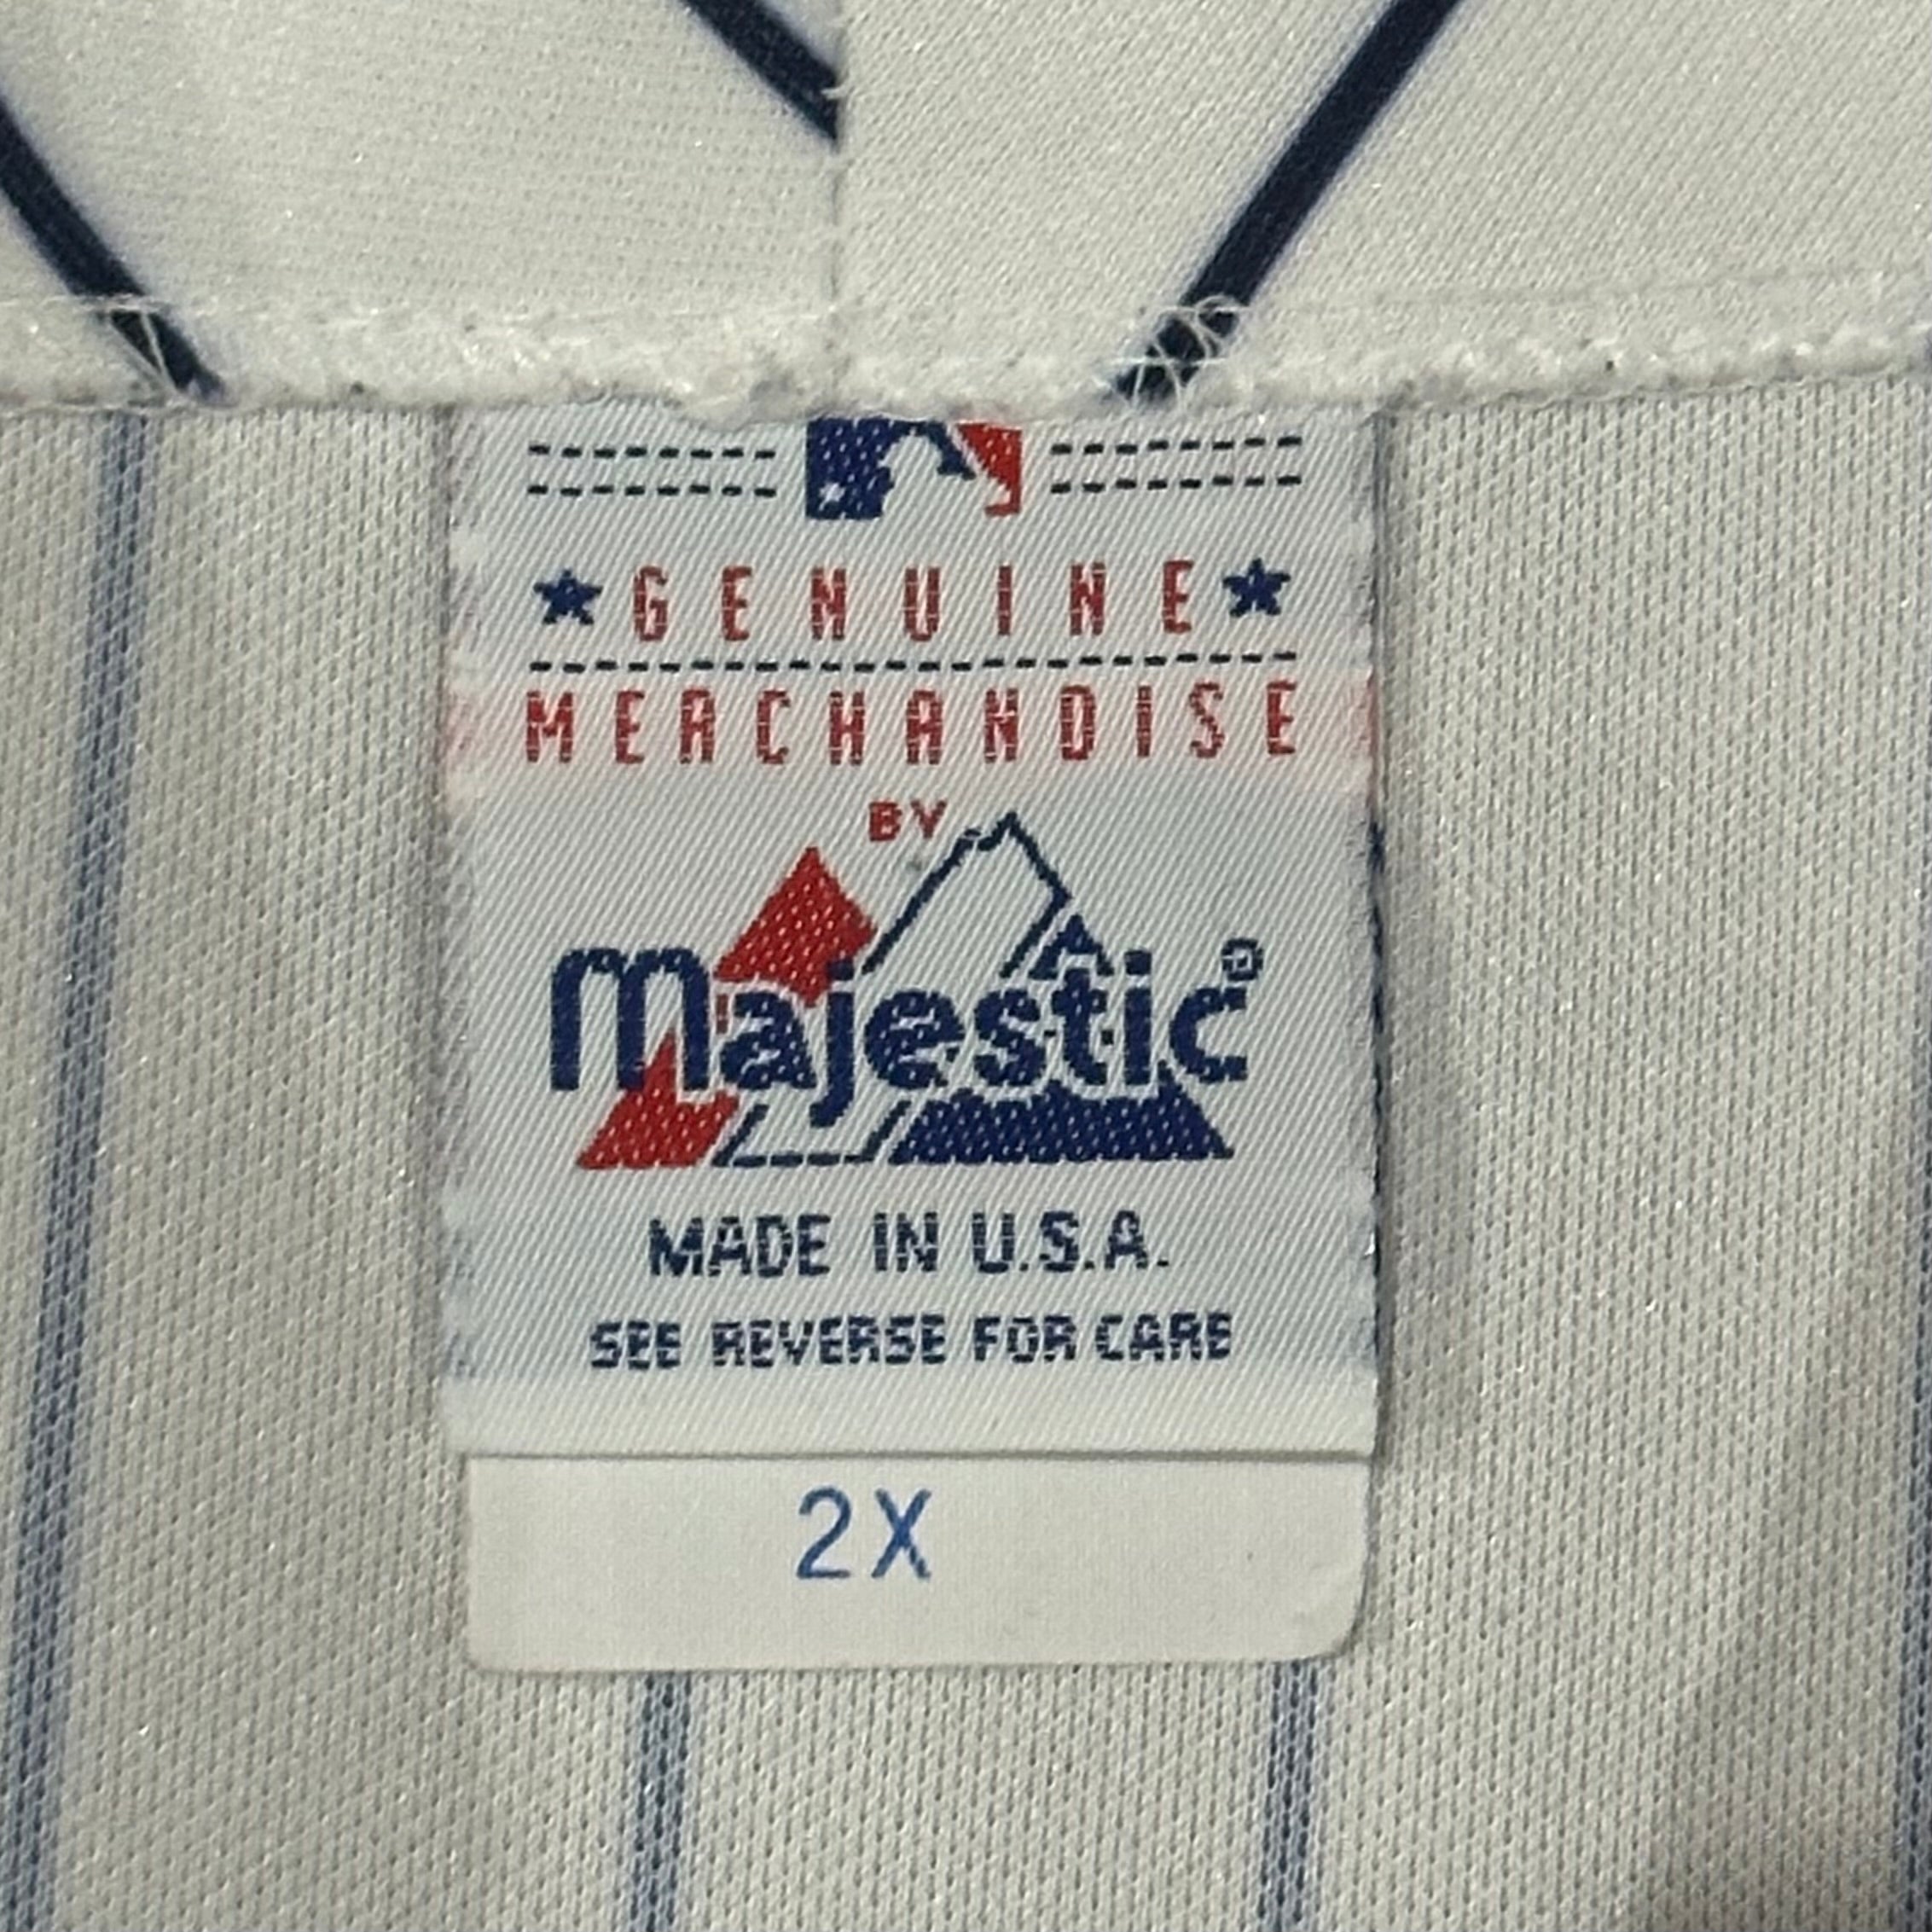 GENUINE
MERCHANDISE
BY
Majestic®
MADE IN U.S.A.
SEE REVERSE FOR CARE
2X